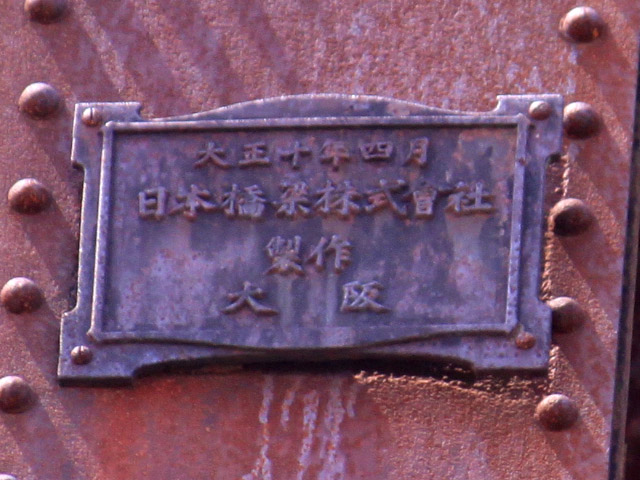 大正十年四月
日本橋梁株式會社
製作
大阪